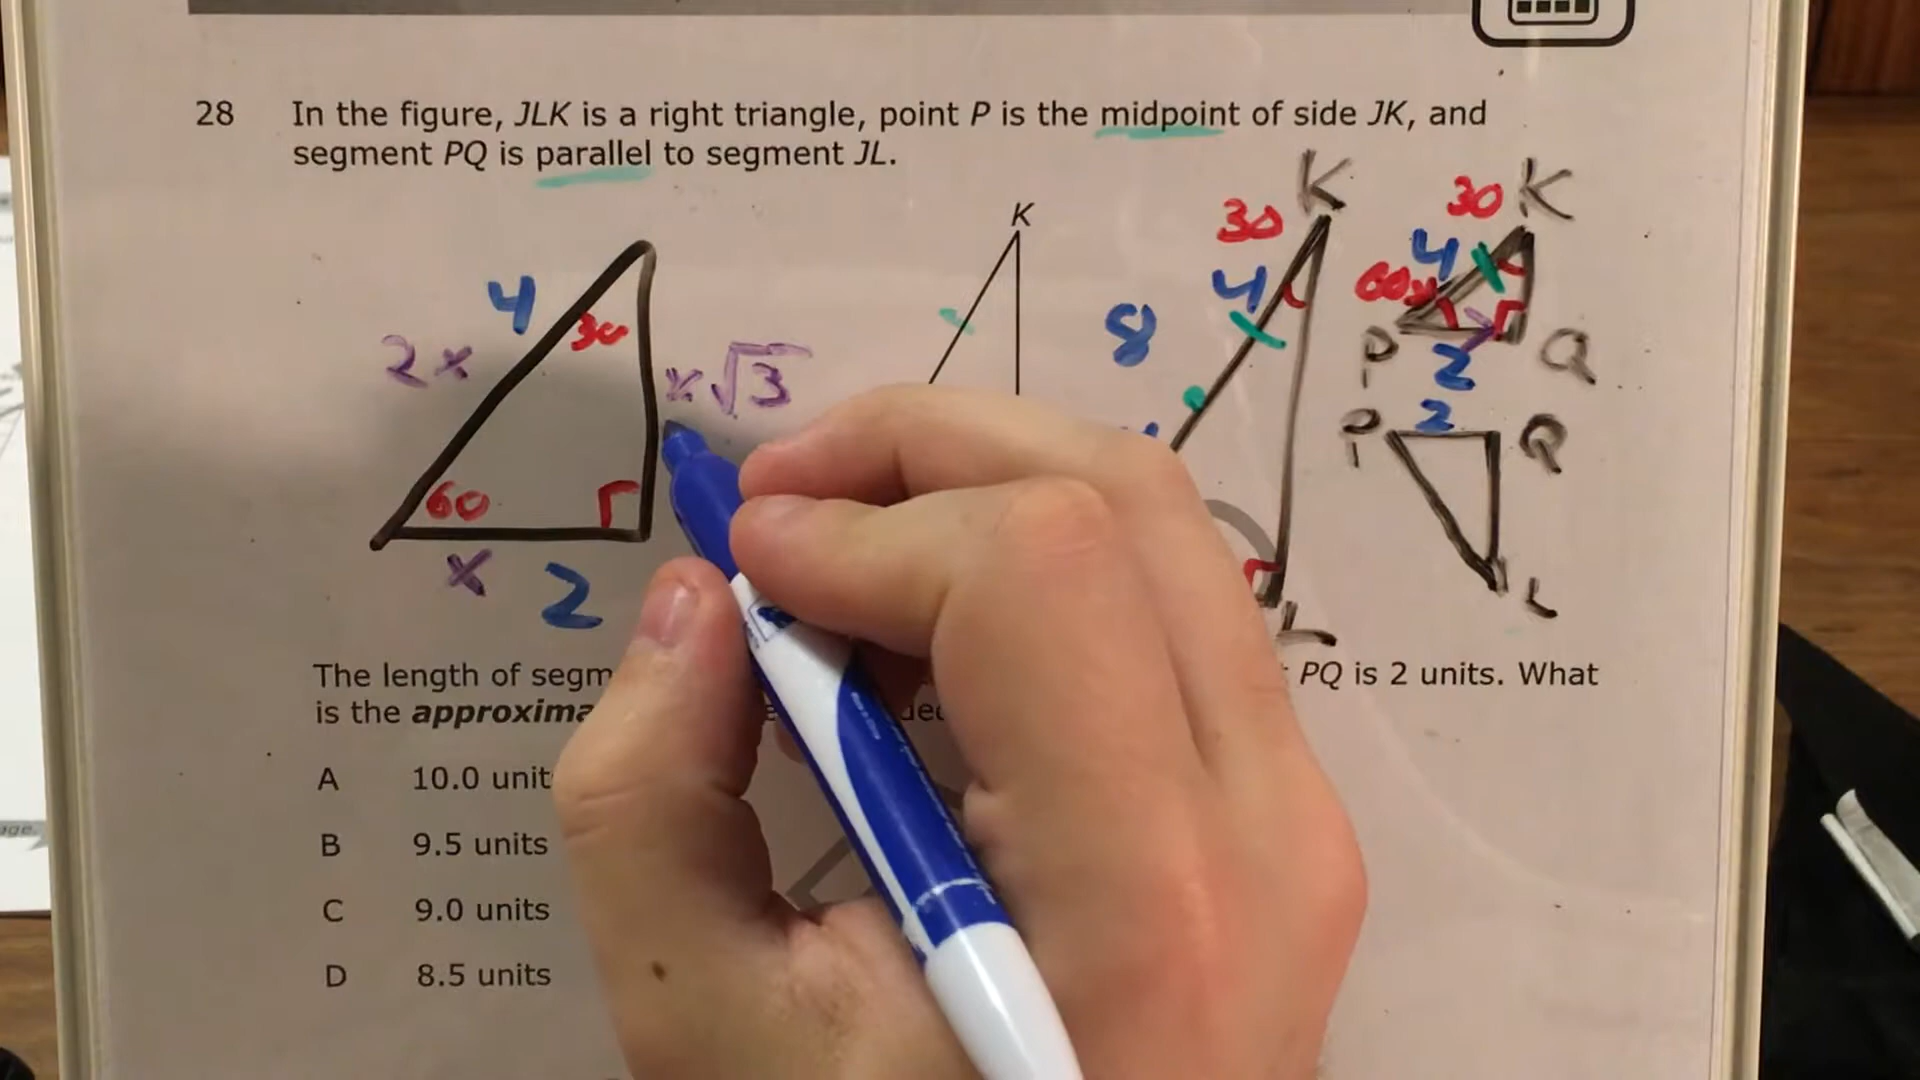 28 In the figure, JLK is a right triangle, point P is the midpoint of side JK, and
segment PQ is parallel to segment JL.
K
4
30
2x
x√3
60
x
2
30
K
4
8
L
30
K
4
60
P
2
Q
P
2
Q
L
The length of PQ is 2 units. What
is the
A 10.0
B 9.5 units
C 9.0 units
D 8.5 units